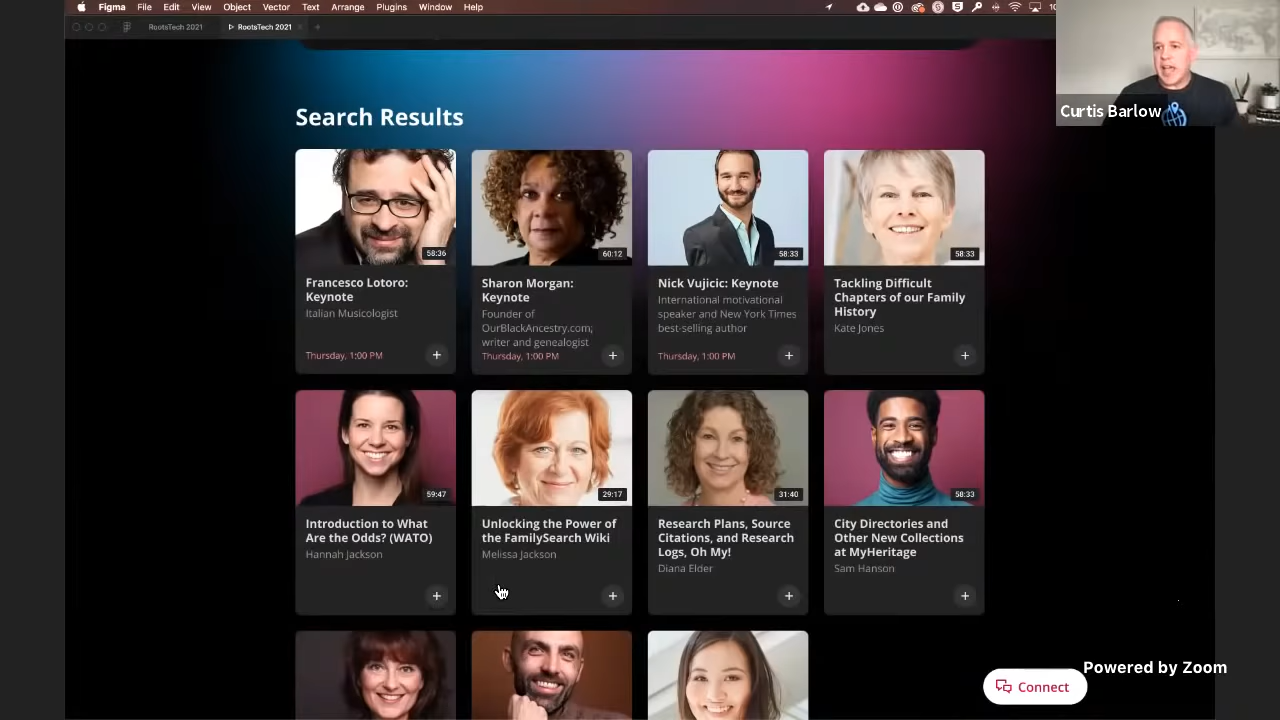 Figma File Edit View Object Vector Text Arrange Plugins Window Help
RootsTech 2021 RootsTech 2021
Curtis Barlow
Search Results
58:36
60:12
58:33
58:33
Francesco Lotoro:
Keynote
Italian Musicologist
Thursday, 1:00 PM
Sharon Morgan:
Keynote
Founder of
OurBlackAncestry.com;
writer and genealogist
Thursday, 1:00 PM
Nick Vujicic: Keynote
International motivational
speaker and New York Times
best-selling author
Thursday, 1:00 PM
Tackling Difficult
Chapters of our Family
History
Kate Jones
59:47
29:17
31:40
58:33
Introduction to What
Are the Odds? (WATO)
Hannah Jackson
Unlocking the Power of
the FamilySearch Wiki
Melissa Jackson
Research Plans, Source
Citations, and Research
Logs, Oh My!
Diana Elder
City Directories and
Other New Collections
at MyHeritage
Sam Hanson
Connect
Powered by Zoom